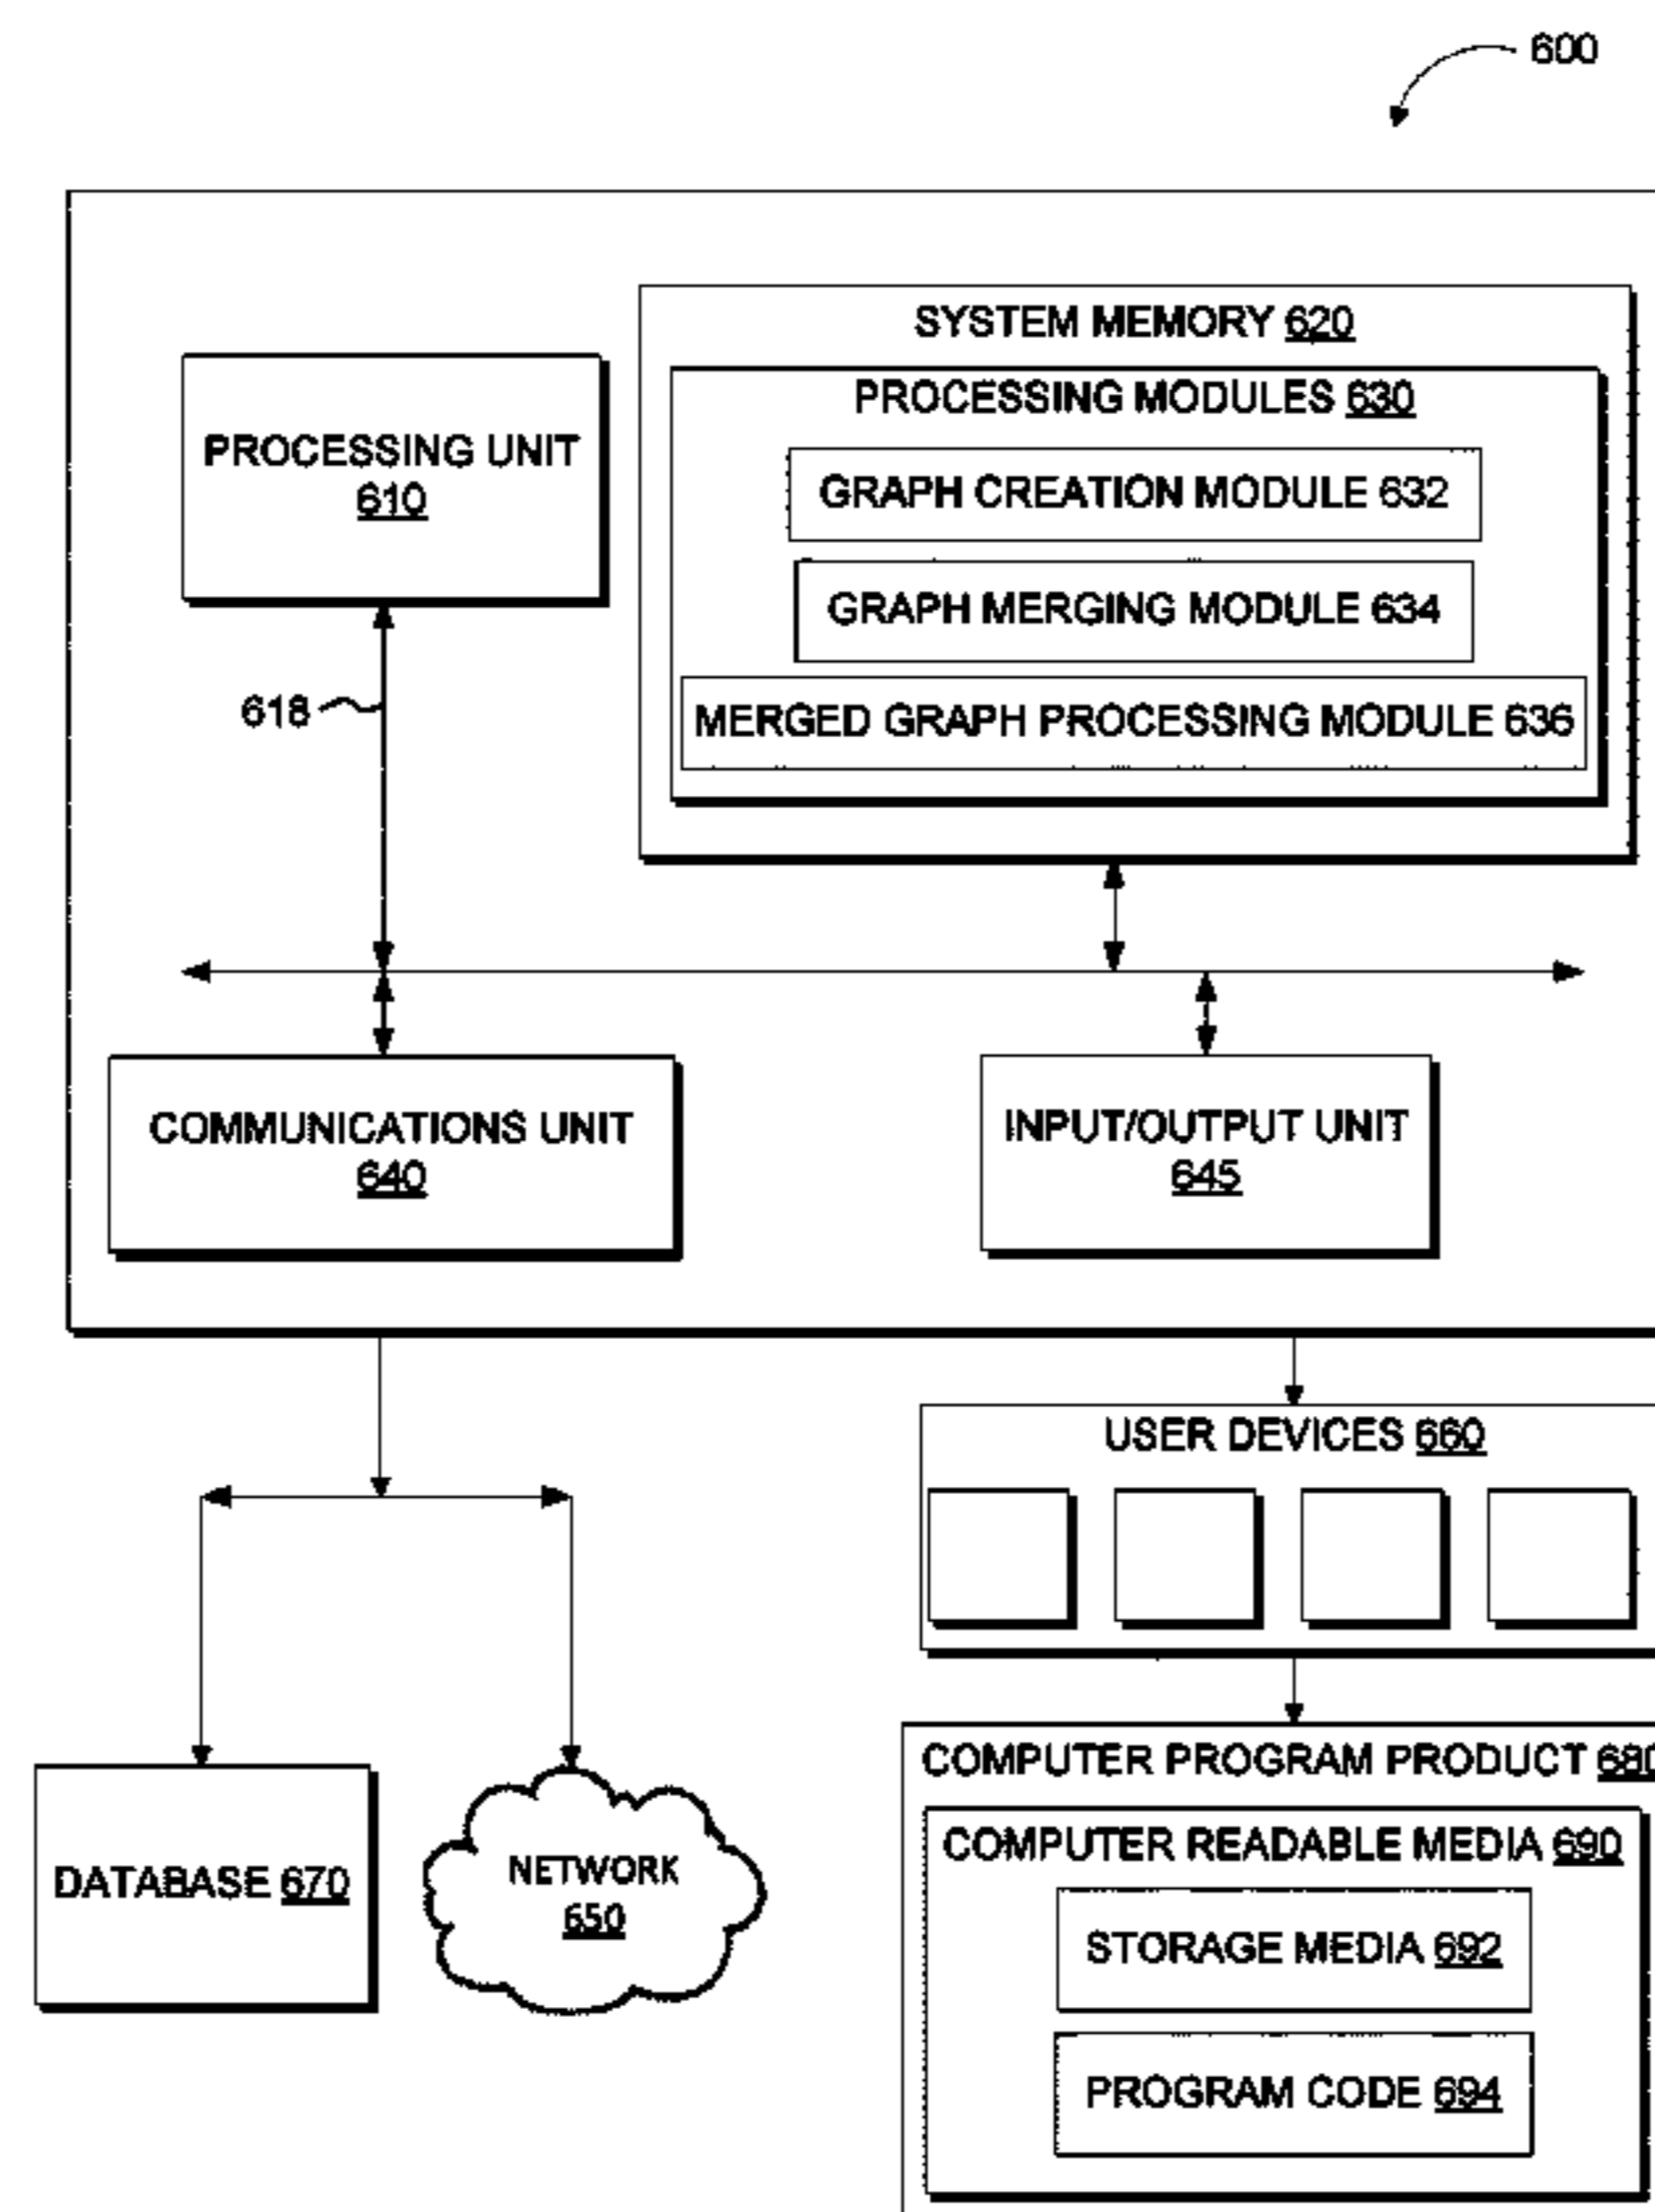 600
SYSTEM MEMORY 620
PROCESSING MODULES 630
PROCESSING UNIT
610
GRAPH CREATION MODULE 632
GRAPH MERGING MODULE 634
618
MERGED GRAPH PROCESSING MODULE 636
COMMUNICATIONS UNIT
640
INPUT/OUTPUT UNIT
645
USER DEVICES 660
COMPUTER PROGRAM PRODUCT 680
COMPUTER READABLE MEDIA 690
DATABASE 670
NETWORK
650
STORAGE MEDIA 692
PROGRAM CODE 694